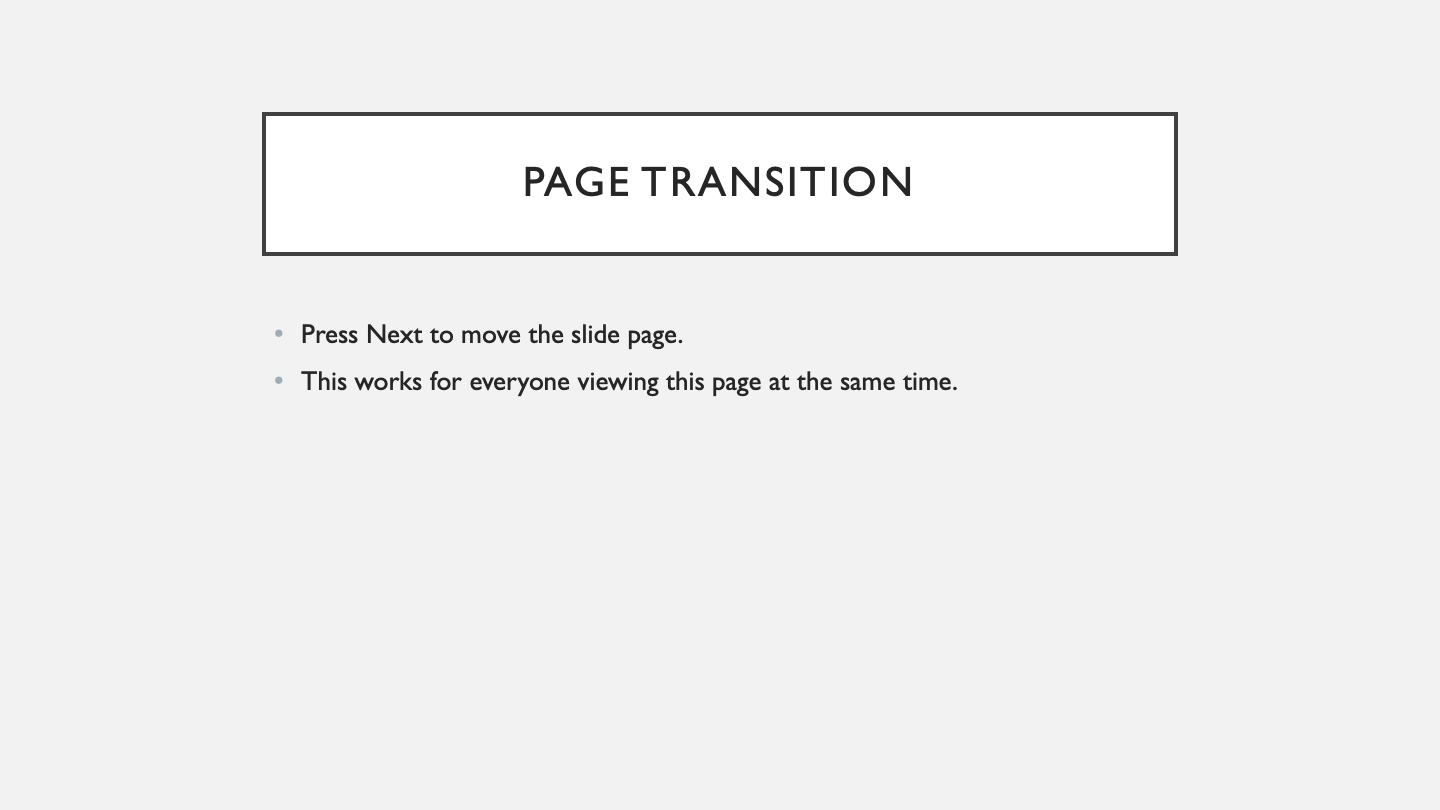 PAGE TRANSITION
• Press Next to move the slide page.
• This works for everyone viewing this page at the same time.